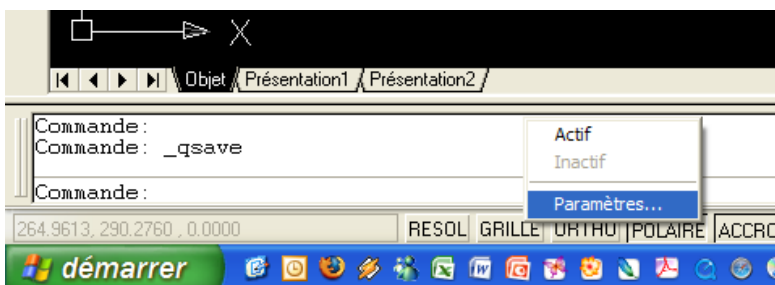 X
Objet Présentation1 Présentation2
Commande:
Commande: _qsave
Commande:
Actif
Inactif
Paramètres...
264.9613, 290.2760 , 0.0000 RESOL GRILLE ORTHO POLAIRE ACCRO
démarrer